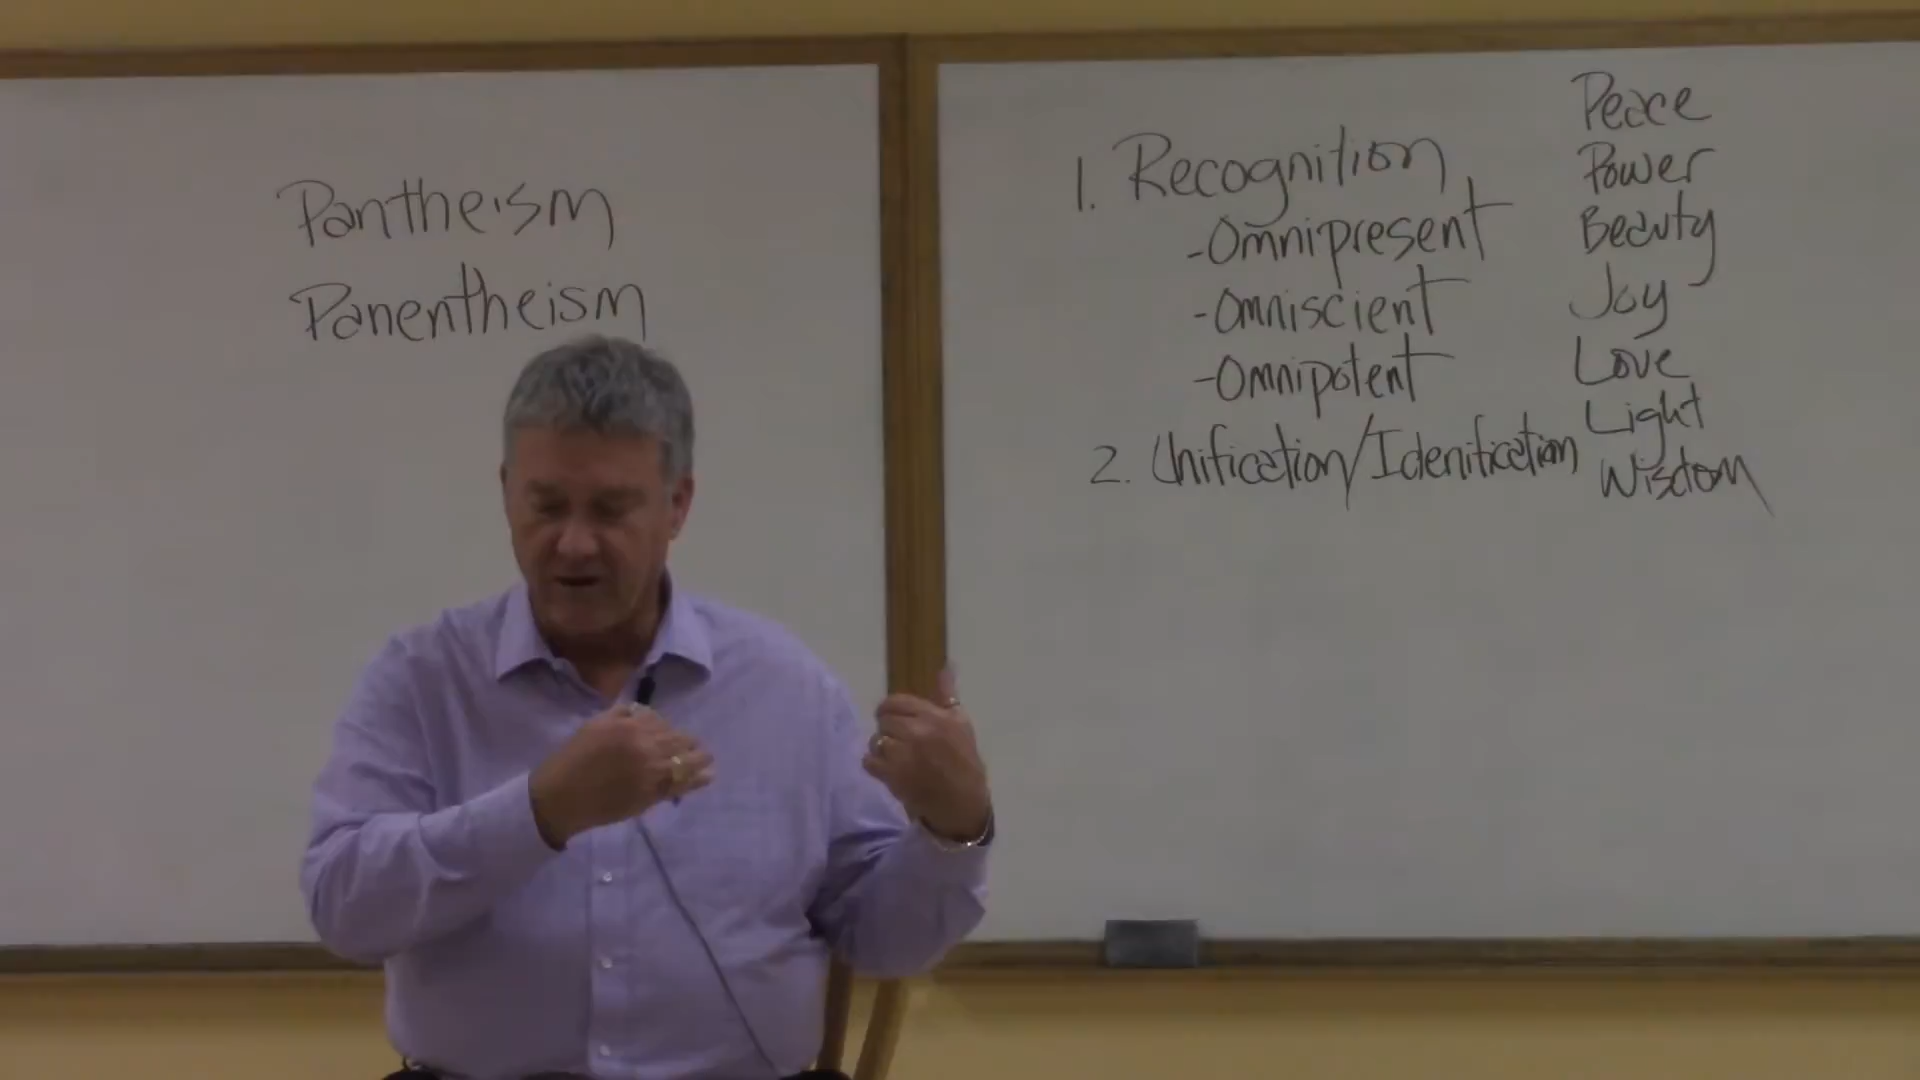 Pantheism
Panentheism
1. Recognition
-Omnipresent
-Omniscient
-Omnipotent
2. Unification/Idenification
Peace
Power
Beauty
Joy
Love
Light
Wisdom